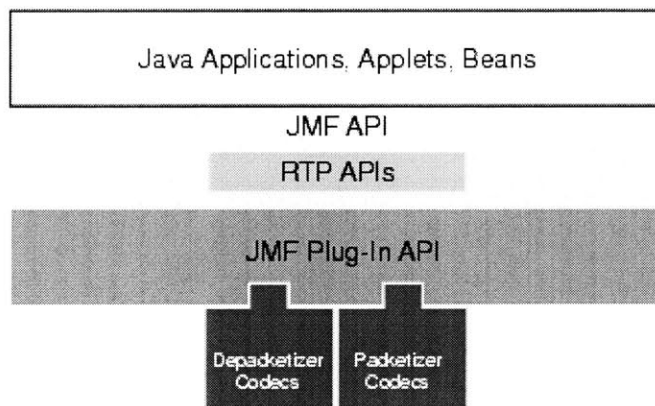 Java Applications, Applets, Beans
JMF API
RTP APIs
JMF Plug-In API
Depacketizer
Codecs
Packetizer
Codecs